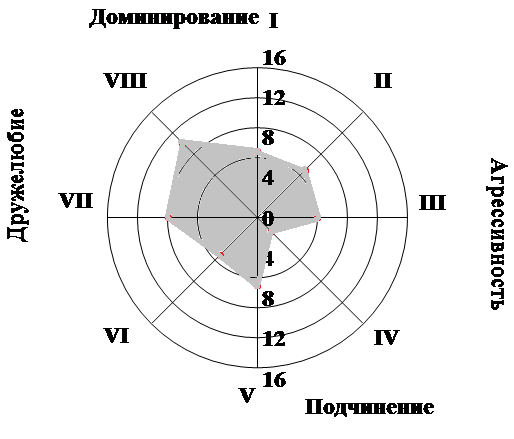 Доминирование I
16
VIII
II
12
8
Дружелюбие
Агрессивность
4
VII
III
0
4
8
VI
IV
12
16
V
Подчинение